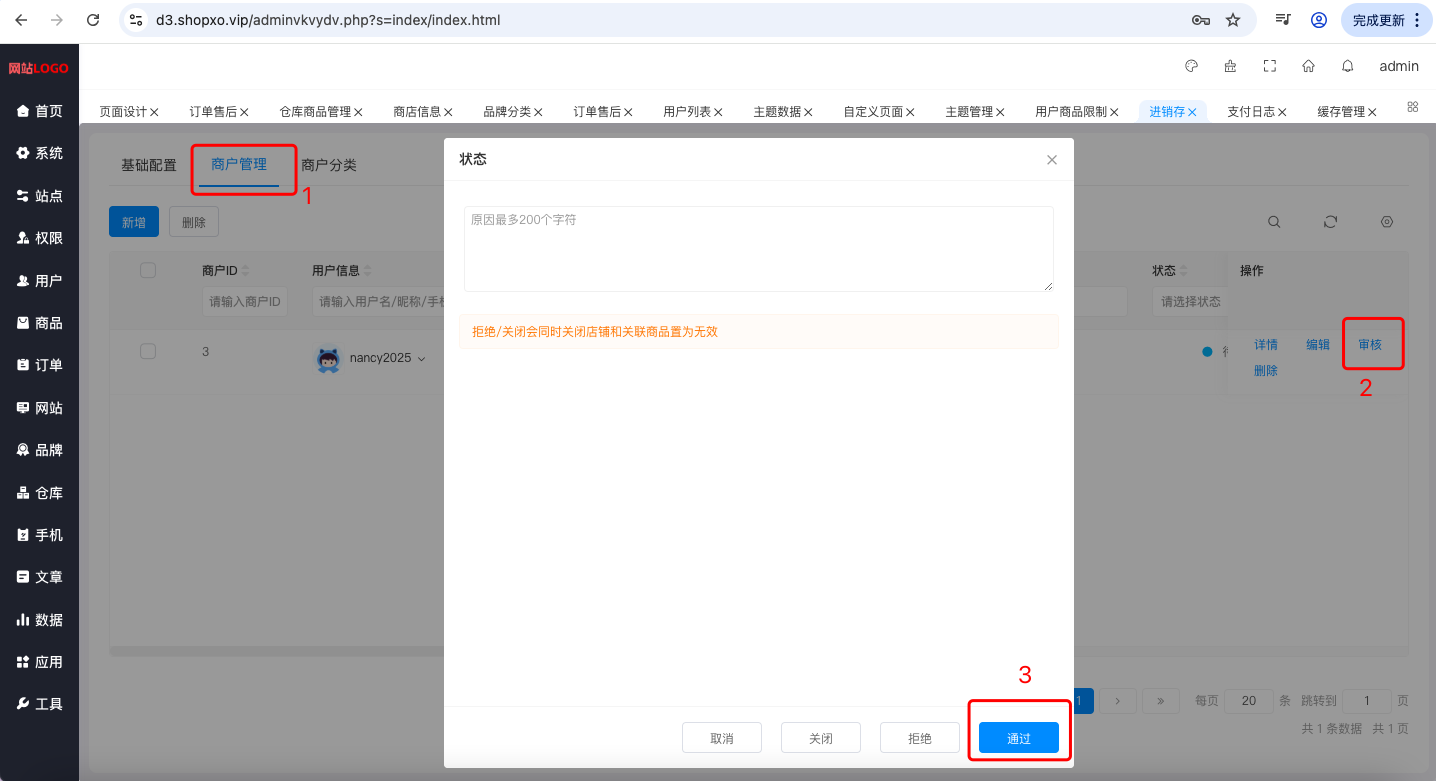 d3.shopxo.vip/adminvkvydv.php?s=index/index.html
完成更新
网站LOGO
admin
首页
系统
站点
权限
用户
商品
订单
网站
品牌
仓库
手机
文章
数据
应用
工具
页面设计 订单售后 仓库商品管理 商店信息 品牌分类 订单售后 用户列表 主题数据 自定义页面 主题管理 用户商品限制 进销存 支付日志 缓存管理
基础配置 商户管理 商户分类
1
新增 删除
商户ID 用户信息 状态 操作
请输入商户ID 请输入用户名/昵称/手机 请选择状态
3 nancy2025 详情 编辑 审核
删除
2
状态
原因最多200个字符
拒绝/关闭会同时关闭店铺和关联商品置为无效
3
取消 关闭 拒绝 通过
1 每页 20 条 跳转到 1 页
共 1 条数据 共 1 页